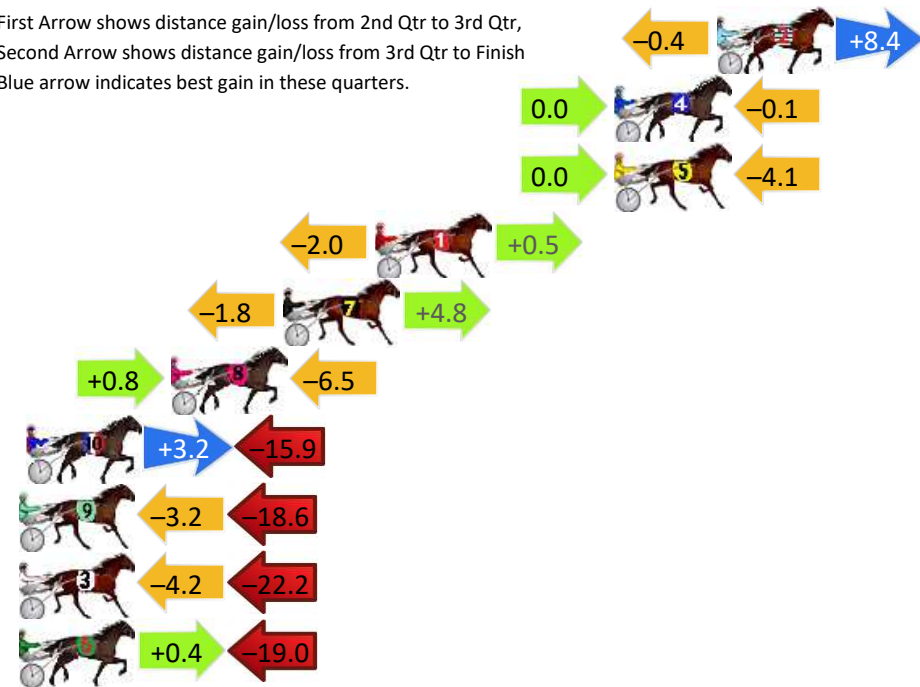 First Arrow shows distance gain/loss from 2nd Qtr to 3rd Qtr,
Second Arrow shows distance gain/loss from 3rd Qtr to Finish
Blue arrow indicates best gain in these quarters.
–0.4 2 +8.4
0.0 4 –0.1
0.0 5 –4.1
–2.0 1 +0.5
–1.8 7 +4.8
+0.8 8 –6.5
10 +3.2 –15.9
9 –3.2 –18.6
3 –4.2 –22.2
6 +0.4 –19.0